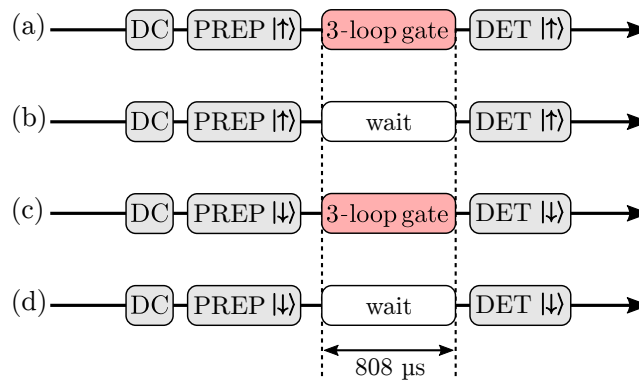 (a) DC PREP |↑⟩ 3-loop gate DET |↑⟩
(b) DC PREP |↑⟩ wait DET |↑⟩
(c) DC PREP |↓⟩ 3-loop gate DET |↓⟩
(d) DC PREP |↓⟩ wait DET |↓⟩
808 µs